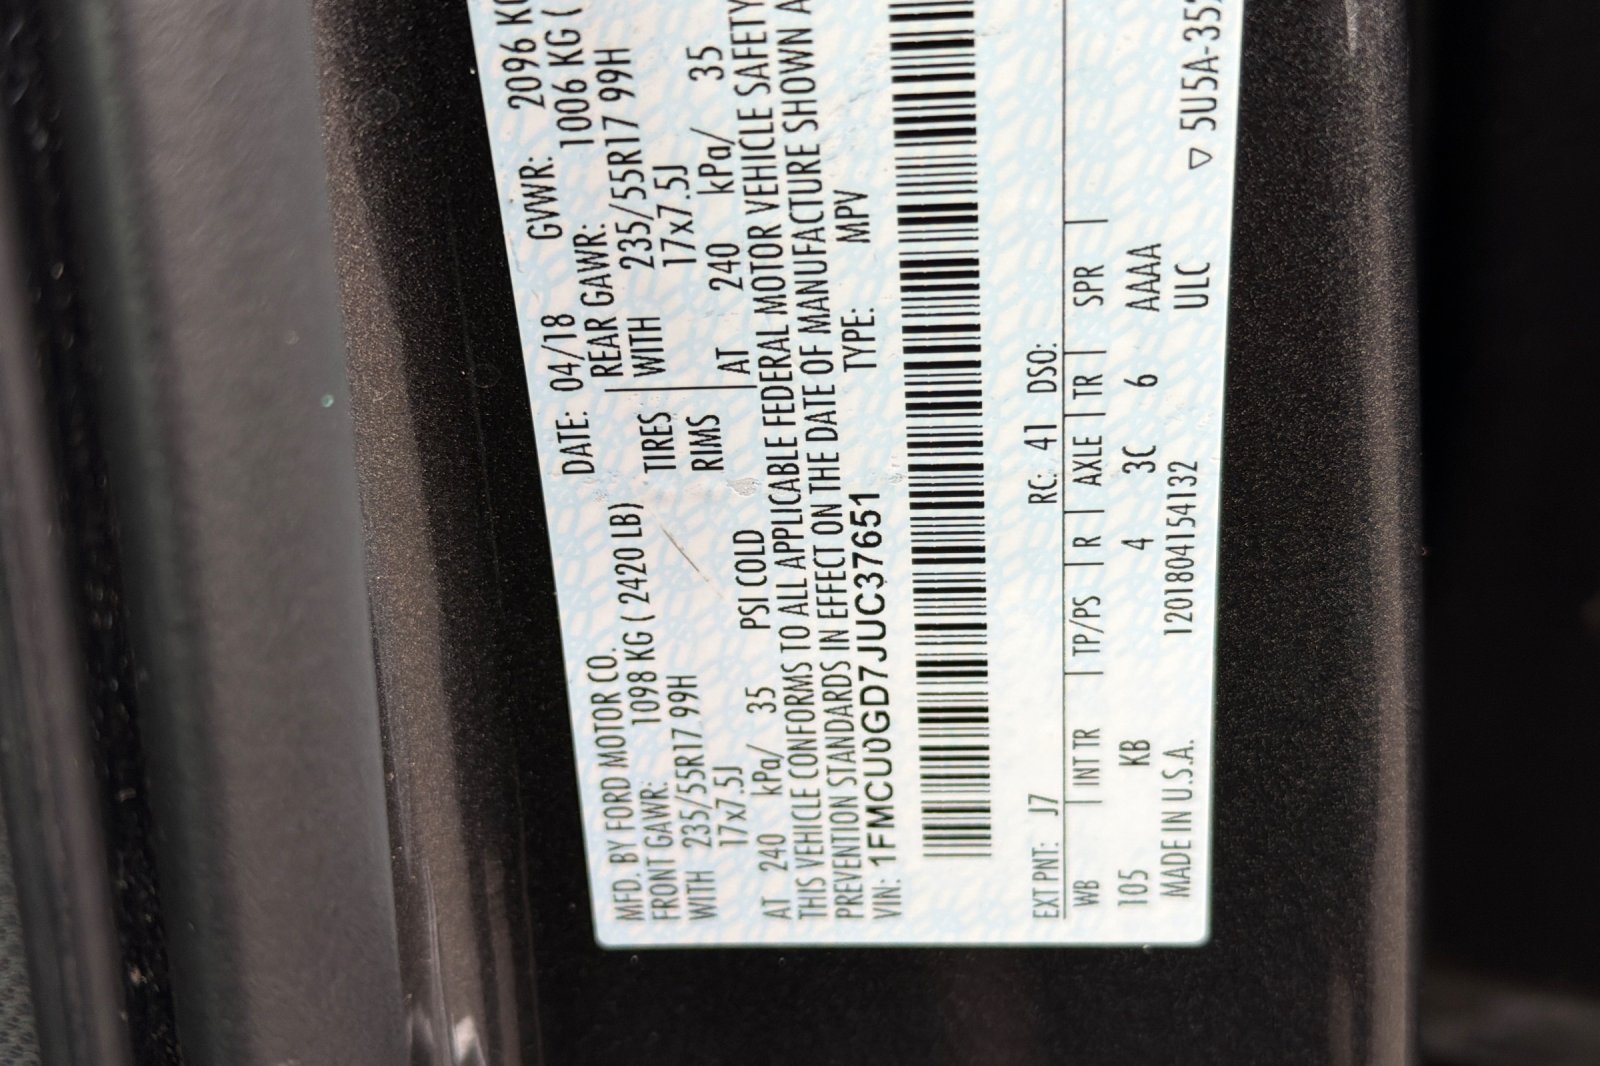 MFD. BY FORD MOTOR CO.
DATE: 04/18 GVWR: 2096 KG
FRONT GAWR: 1098 KG ( 2420 LB) REAR GAWR: 1006 KG (
WITH 235/55R17 99H TIRES WITH 235/55R17 99H
17x7.5J RIMS 17x7.5J
AT 240 kPa/ 35 PSI COLD AT 240 kPa/ 35
THIS VEHICLE CONFORMS TO ALL APPLICABLE FEDERAL MOTOR VEHICLE SAFETY
PREVENTION STANDARDS IN EFFECT ON THE DATE OF MANUFACTURE SHOWN A
VIN: 1FMCU0GD7JUC37651 TYPE: MPV
EXT PNT: J7 RC: 41 DSO:
WB INT TR TP/PS R AXLE TR SPR
105 KB 4 3C 6 AAAA
MADE IN U.S.A. 1201804154132 ULC
▽ 5U5A-35